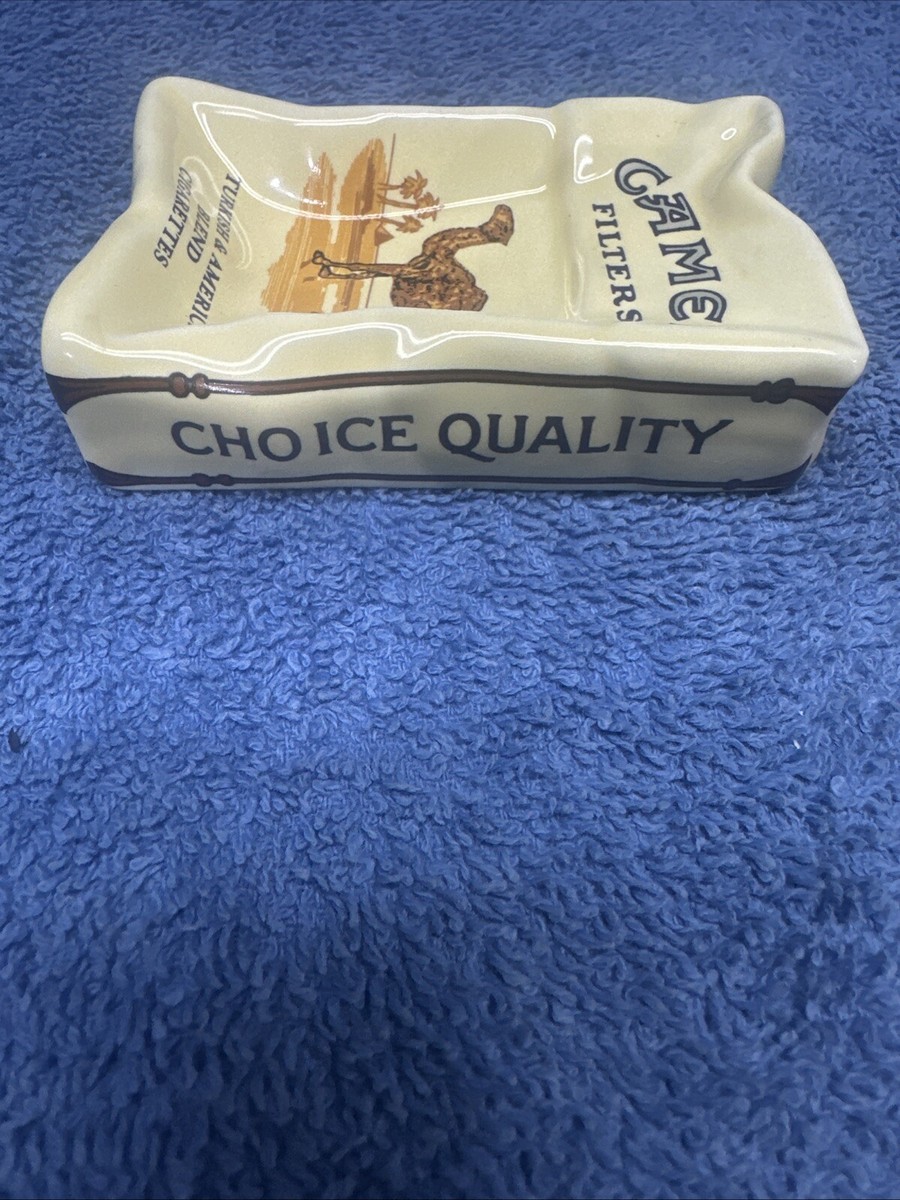 CAME
FILTERS
TURKISH & AMERIC
BLEND
CIGARETTES
CHOICE QUALITY